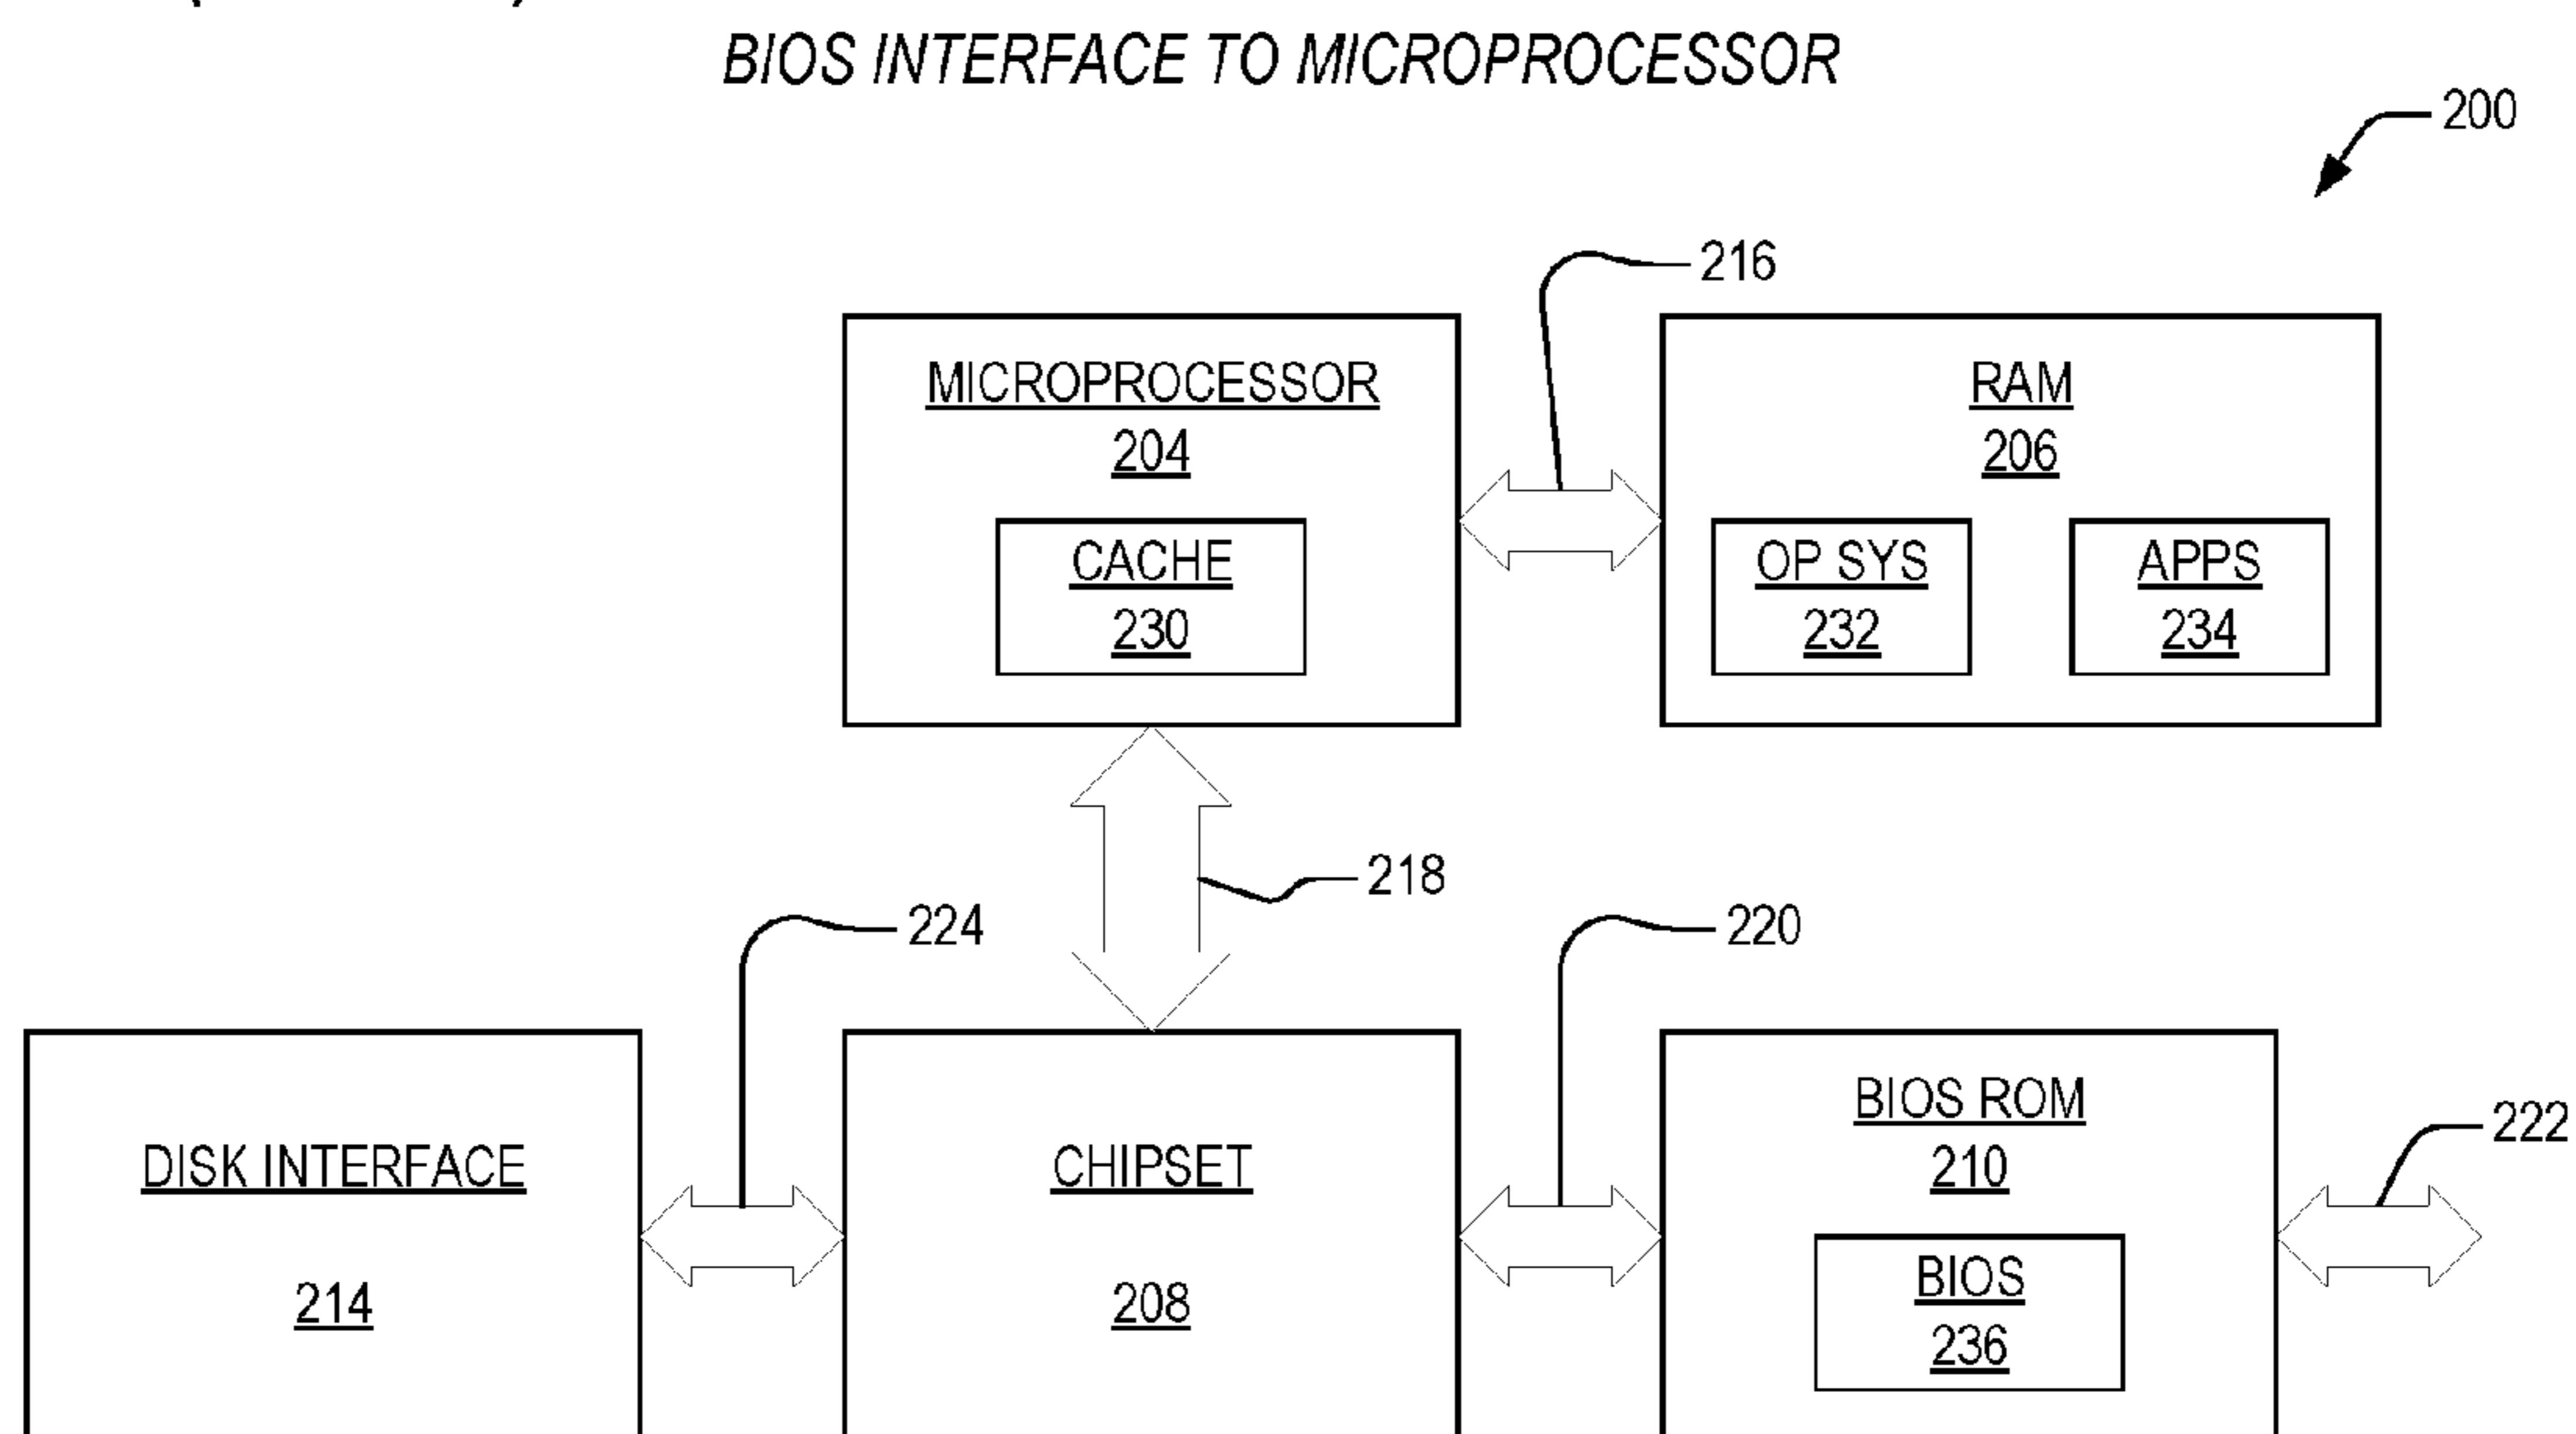 BIOS INTERFACE TO MICROPROCESSOR
200
216
MICROPROCESSOR
204
CACHE
230
RAM
206
OP SYS
232
APPS
234
218
224
220
DISK INTERFACE
214
CHIPSET
208
BIOS ROM
210
BIOS
236
222